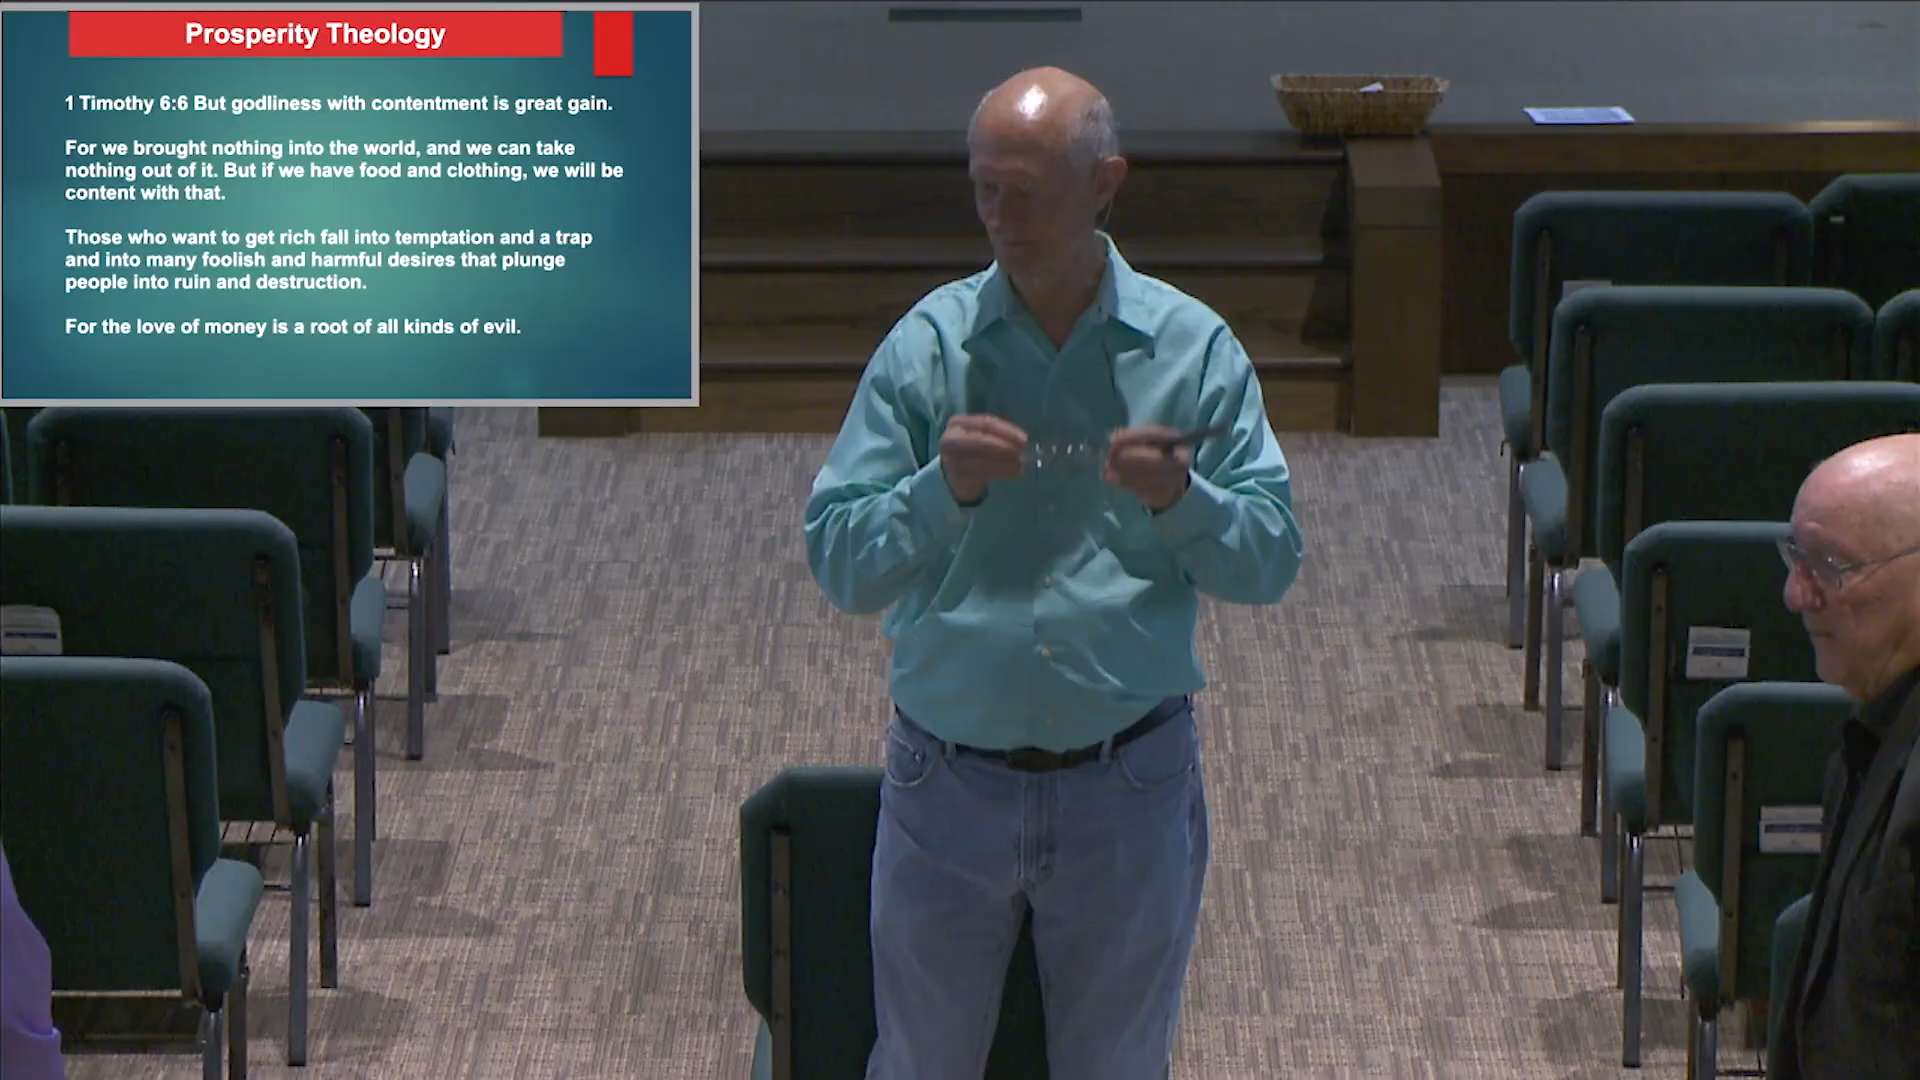 Prosperity Theology
1 Timothy 6:6 But godliness with contentment is great gain.
For we brought nothing into the world, and we can take
nothing out of it. But if we have food and clothing, we will be
content with that.
Those who want to get rich fall into temptation and a trap
and into many foolish and harmful desires that plunge
people into ruin and destruction.
For the love of money is a root of all kinds of evil.